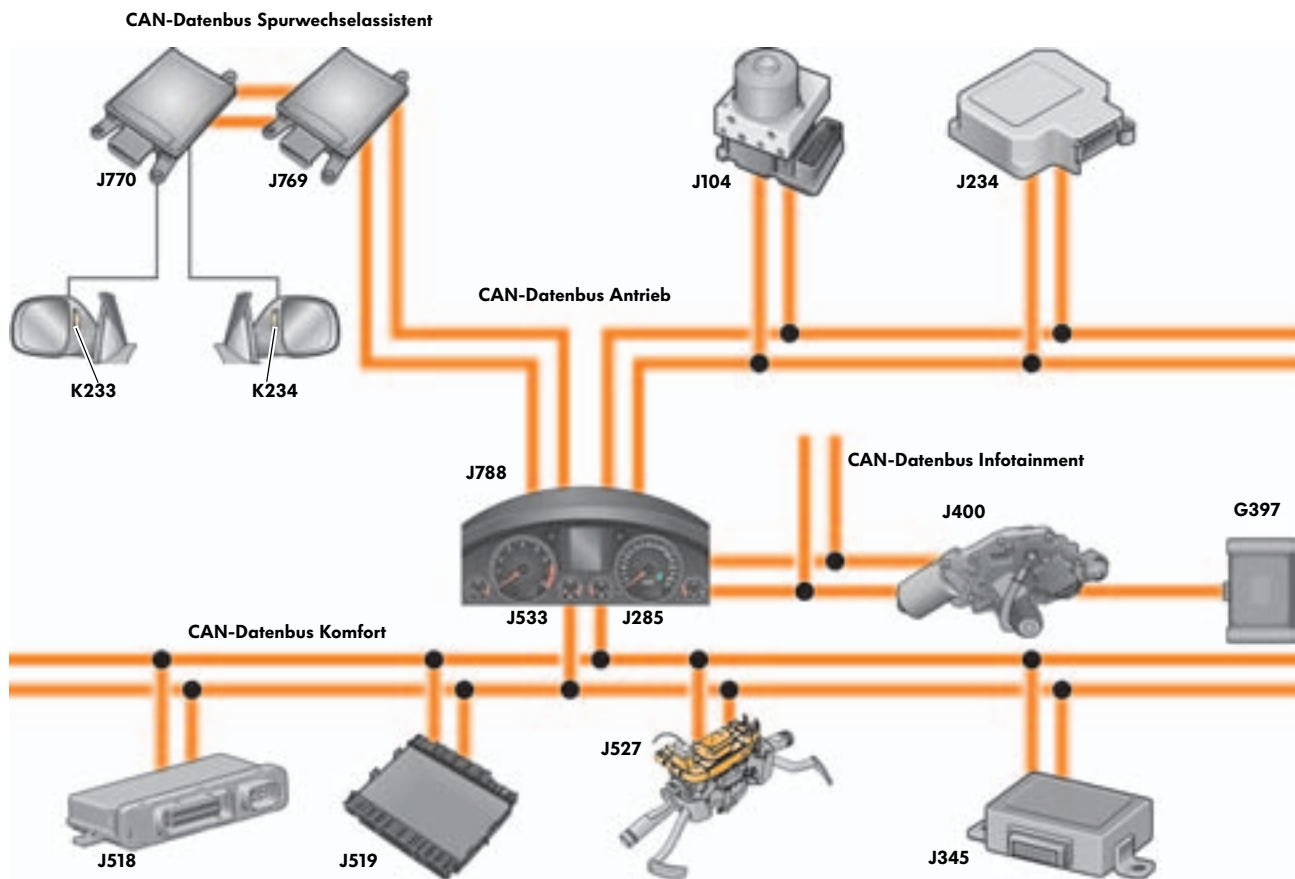 CAN-Datenbus Spurwechselassistent
J770
J769
J104
J234
CAN-Datenbus Antrieb
K233
K234
J788
CAN-Datenbus Infotainment
J400
G397
J533
J285
CAN-Datenbus Komfort
J527
J518
J519
J345